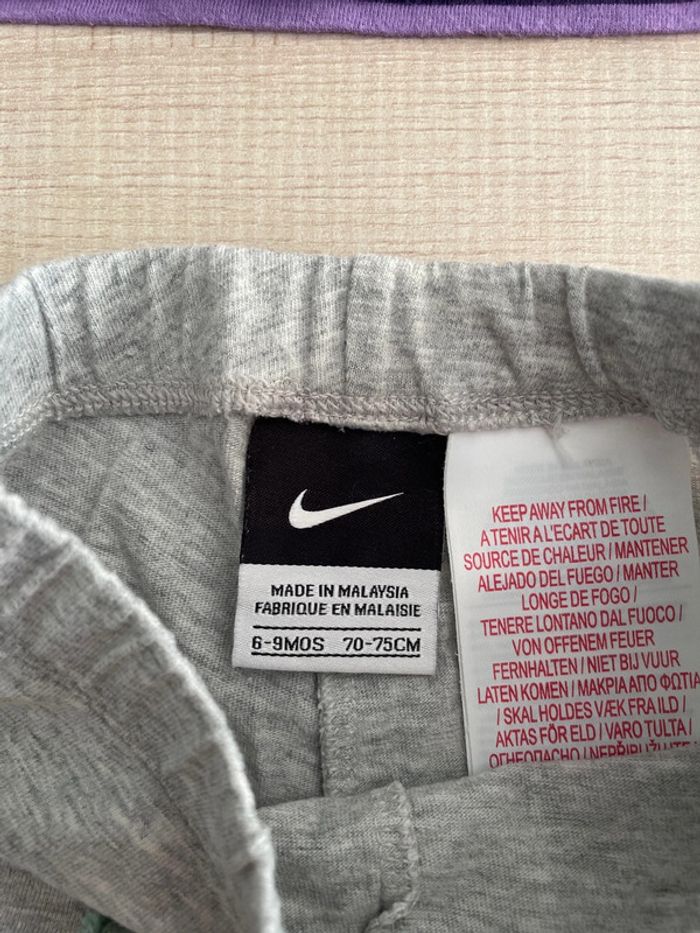 MADE IN MALAYSIA
FABRIQUE EN MALAISIE
6-9MOS 70-75CM
KEEP AWAY FROM FIRE /
A TENIR A L'ECART DE TOUTE
SOURCE DE CHALEUR / MANTENER
ALEJADO DEL FUEGO / MANTER
LONGE DE FOGO /
TENERE LONTANO DAL FUOCO /
VON OFFENEM FEUER
FERNHALTEN / NIET BIJ VUUR
LATEN KOMEN / ΜΑΚΡΙΑ ΑΠΟ ΦΩΤΙΑ
/ SKAL HOLDES VÆK FRA ILD /
AKTAS FÖR ELD / VARO TULTA /
ОГНЕОПАСНО / NEPŘIBLIŽUJTE